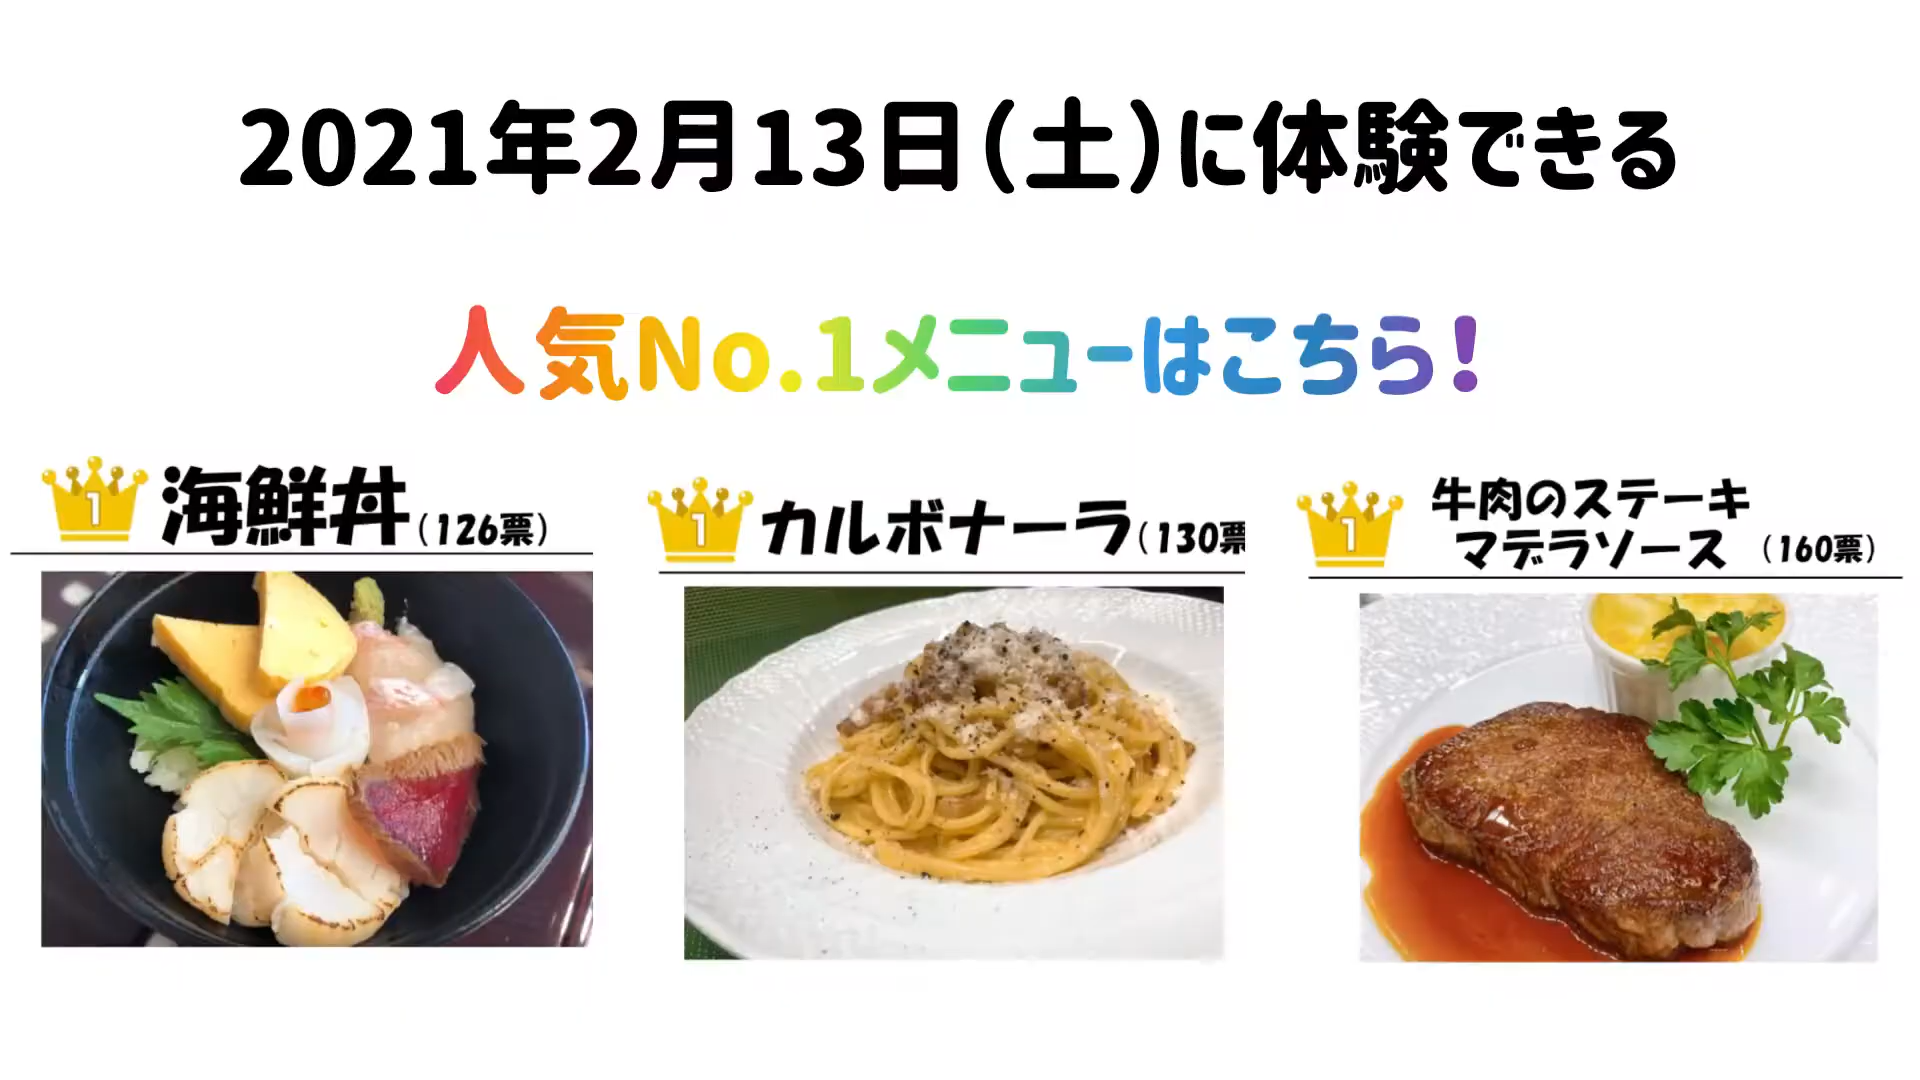 2021年2月13日(土)に体験できる
人気No.1メニューはこちら!
1
海鮮丼(126票)
1
カルボナーラ(130票
1
牛肉のステーキ
マデラソース (160票)